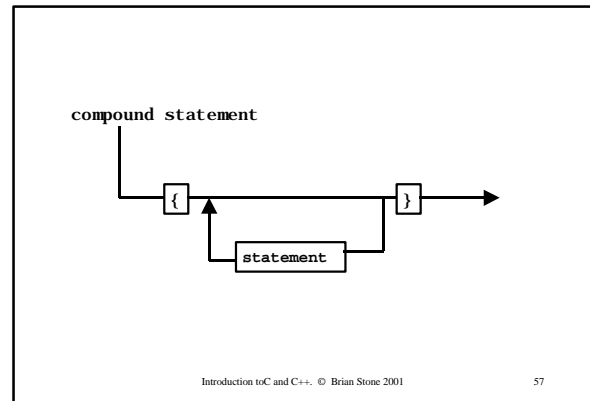 compound statement
{ }
statement
Introduction toC and C++. © Brian Stone 2001 57